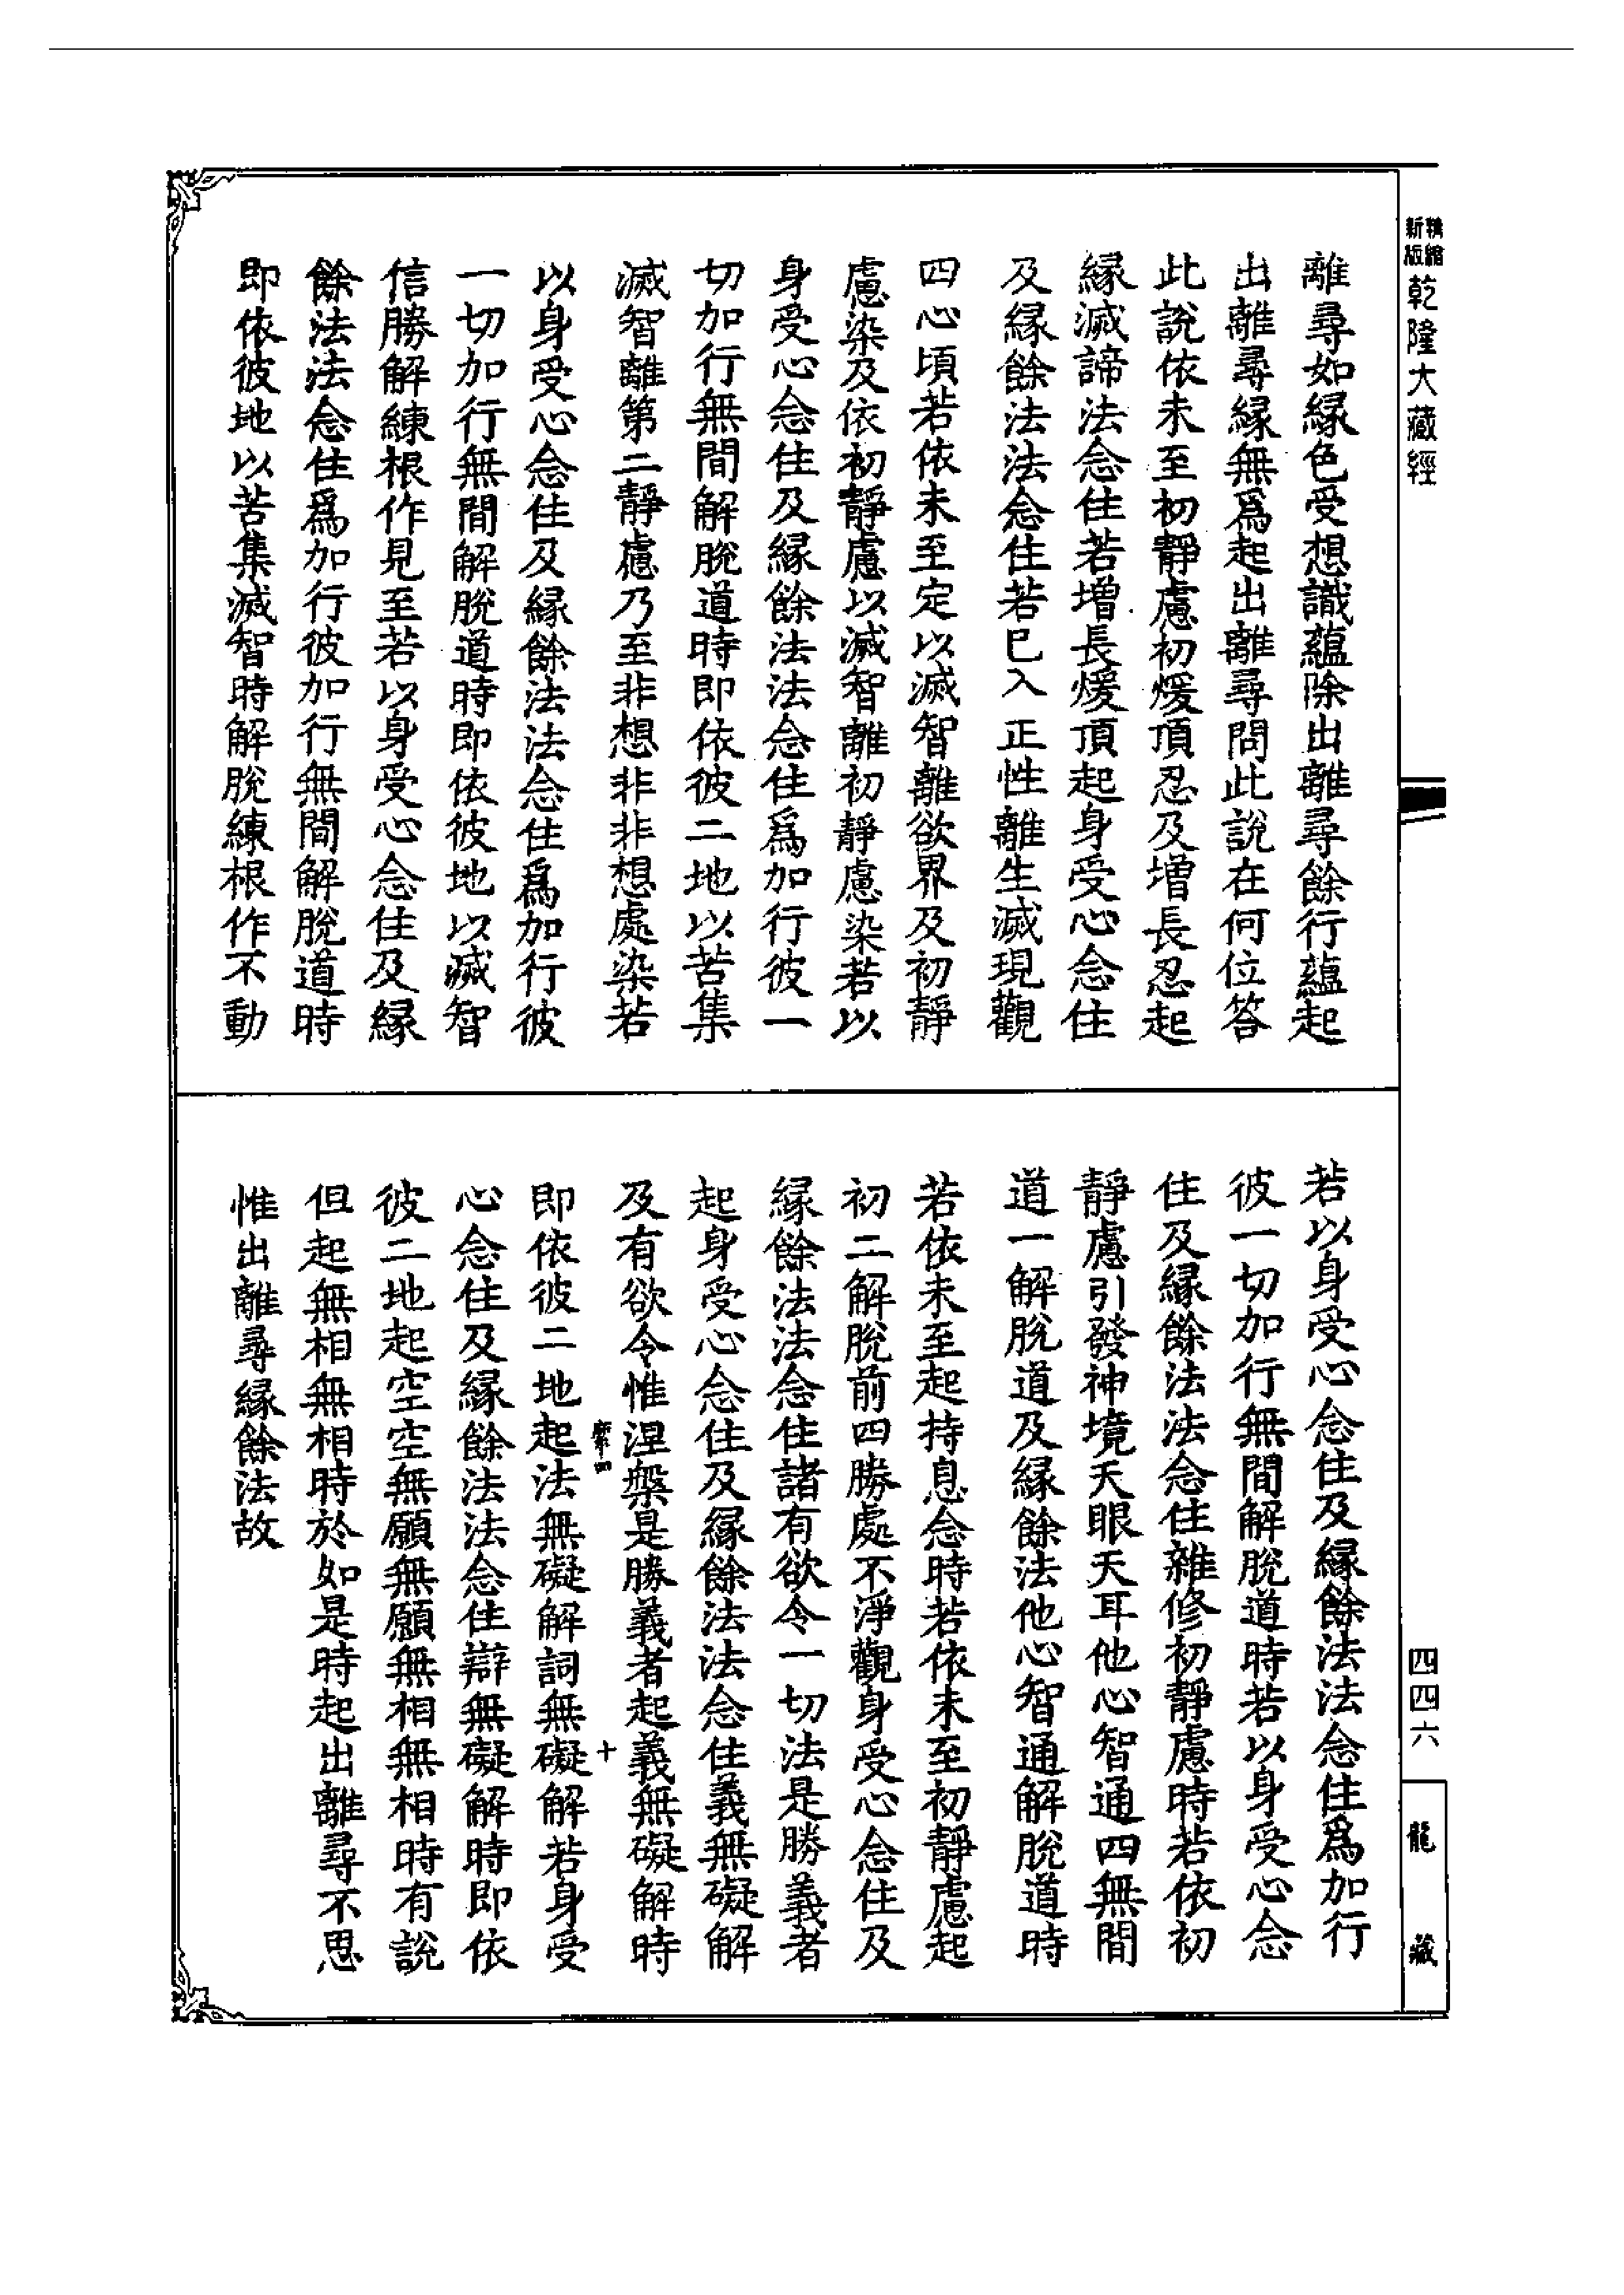 新版
精縮
乾隆大藏經
離尋如緣色受想識蘊除出離尋餘行蘊起
出離尋緣無爲起出離尋問此說在何位答
此說依未至初靜慮初煖頂忍及增長忍起
緣滅諦法念住若增長煖頂起身受心念住
及緣餘法法念住若已入正性離生滅現觀
四心頃若依未至定以滅智離欲界及初靜
慮染及依初靜慮以滅智離初靜慮染若以
身受心念住及緣餘法法念住爲加行彼一
切加行無間解脫道時即依彼二地以苦集
滅智離第二靜慮乃至非想非非想處染若
以身受心念住及緣餘法法念住爲加行彼
一切加行無間解脫道時即依彼地以滅智
信勝解練根作見至若以身受心念住及緣
餘法法念住爲加行彼加行無間解脫道時
即依彼地以苦集滅智時解脫練根作不動
若以身受心念住及緣餘法法念住爲加行
彼一切加行無間解脫道時若以身受心念
住及緣餘法法念住雜修初靜慮時若依初
靜慮引發神境天眼天耳他心智通四無間
道一解脫道及緣餘法他心智通解脫道時
若依未至起持息念時若依未至初靜慮起
初二解脫前四勝處不淨觀身受心念住及
緣餘法法念住諸有欲令一切法是勝義者
起身受心念住及緣餘法法念住義無礙解
及有欲令惟涅槃是勝義者起義無礙解時
十
即依彼二地起法無礙解詞無礙解若身受
心念住及緣餘法法念住辯無礙解時即依
彼二地起空空無願無願無相無相時有說
但起無相無相時於如是時起出離尋不思
惟出離尋緣餘法故
四四六
龍藏